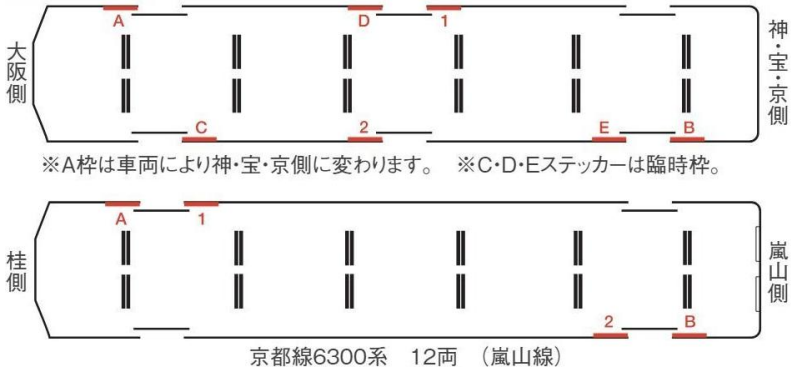 A D 1
大阪側
神・宝・京側
C 2 E B
※A枠は車両により神・宝・京側に変わります。 ※C・D・Eステッカーは臨時枠。
A 1
桂側
嵐山側
2 B
京都線6300系 12両 （嵐山線）